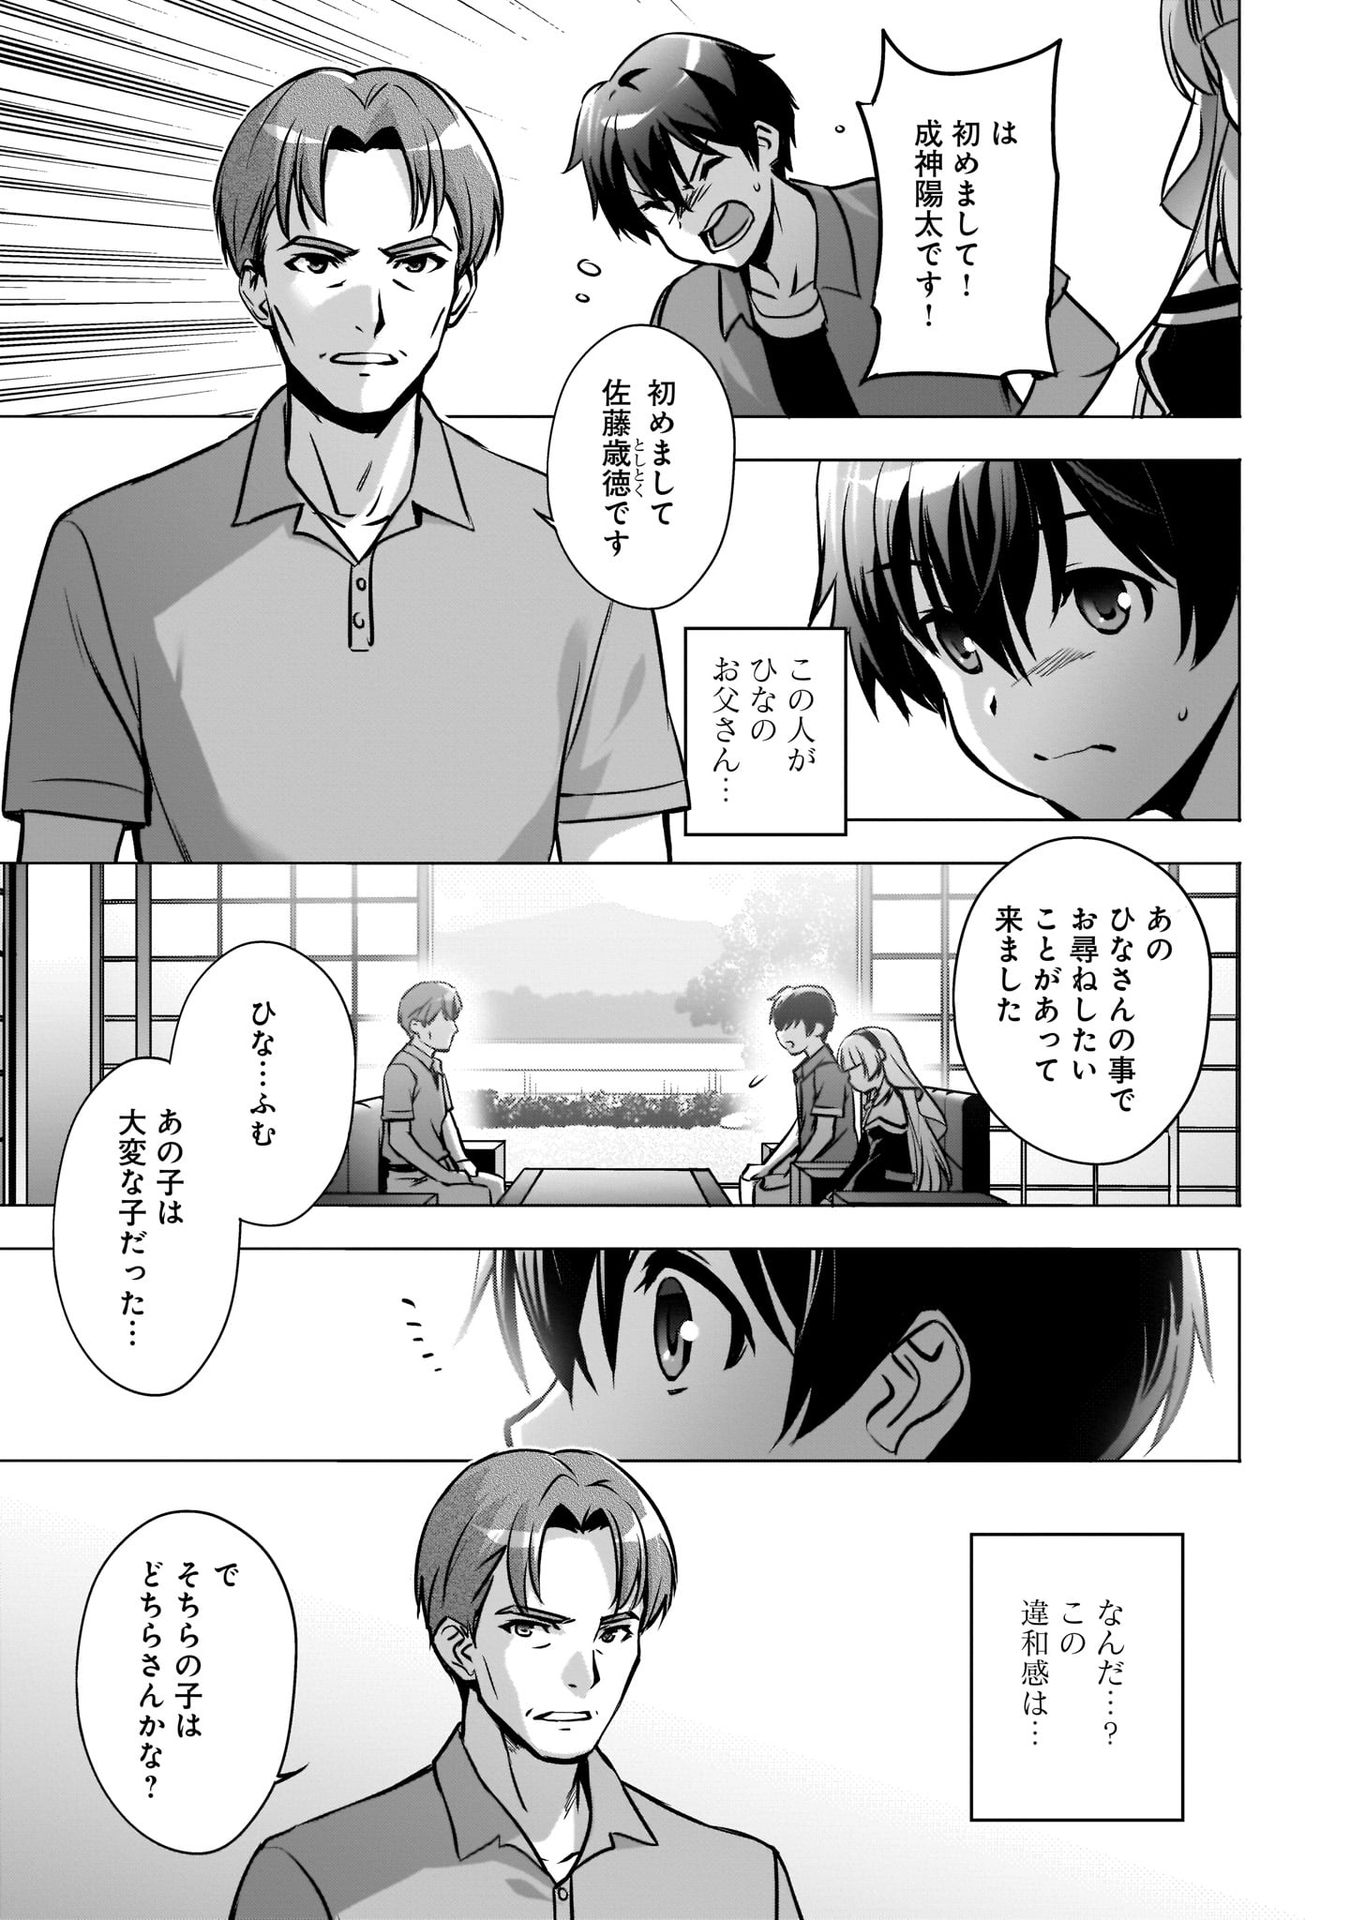 は
初めまして！
成神陽太です！
初めまして
佐藤歳徳です
としとく
この人が
ひなの
お父さん…
あの
ひなさんの事で
お尋ねしたい
ことがあって
来ました
ひな…ふむ
あの子は
大変な子だった…
なんだ…？
この
違和感は…
で
そちらの子は
どちらさんかな？